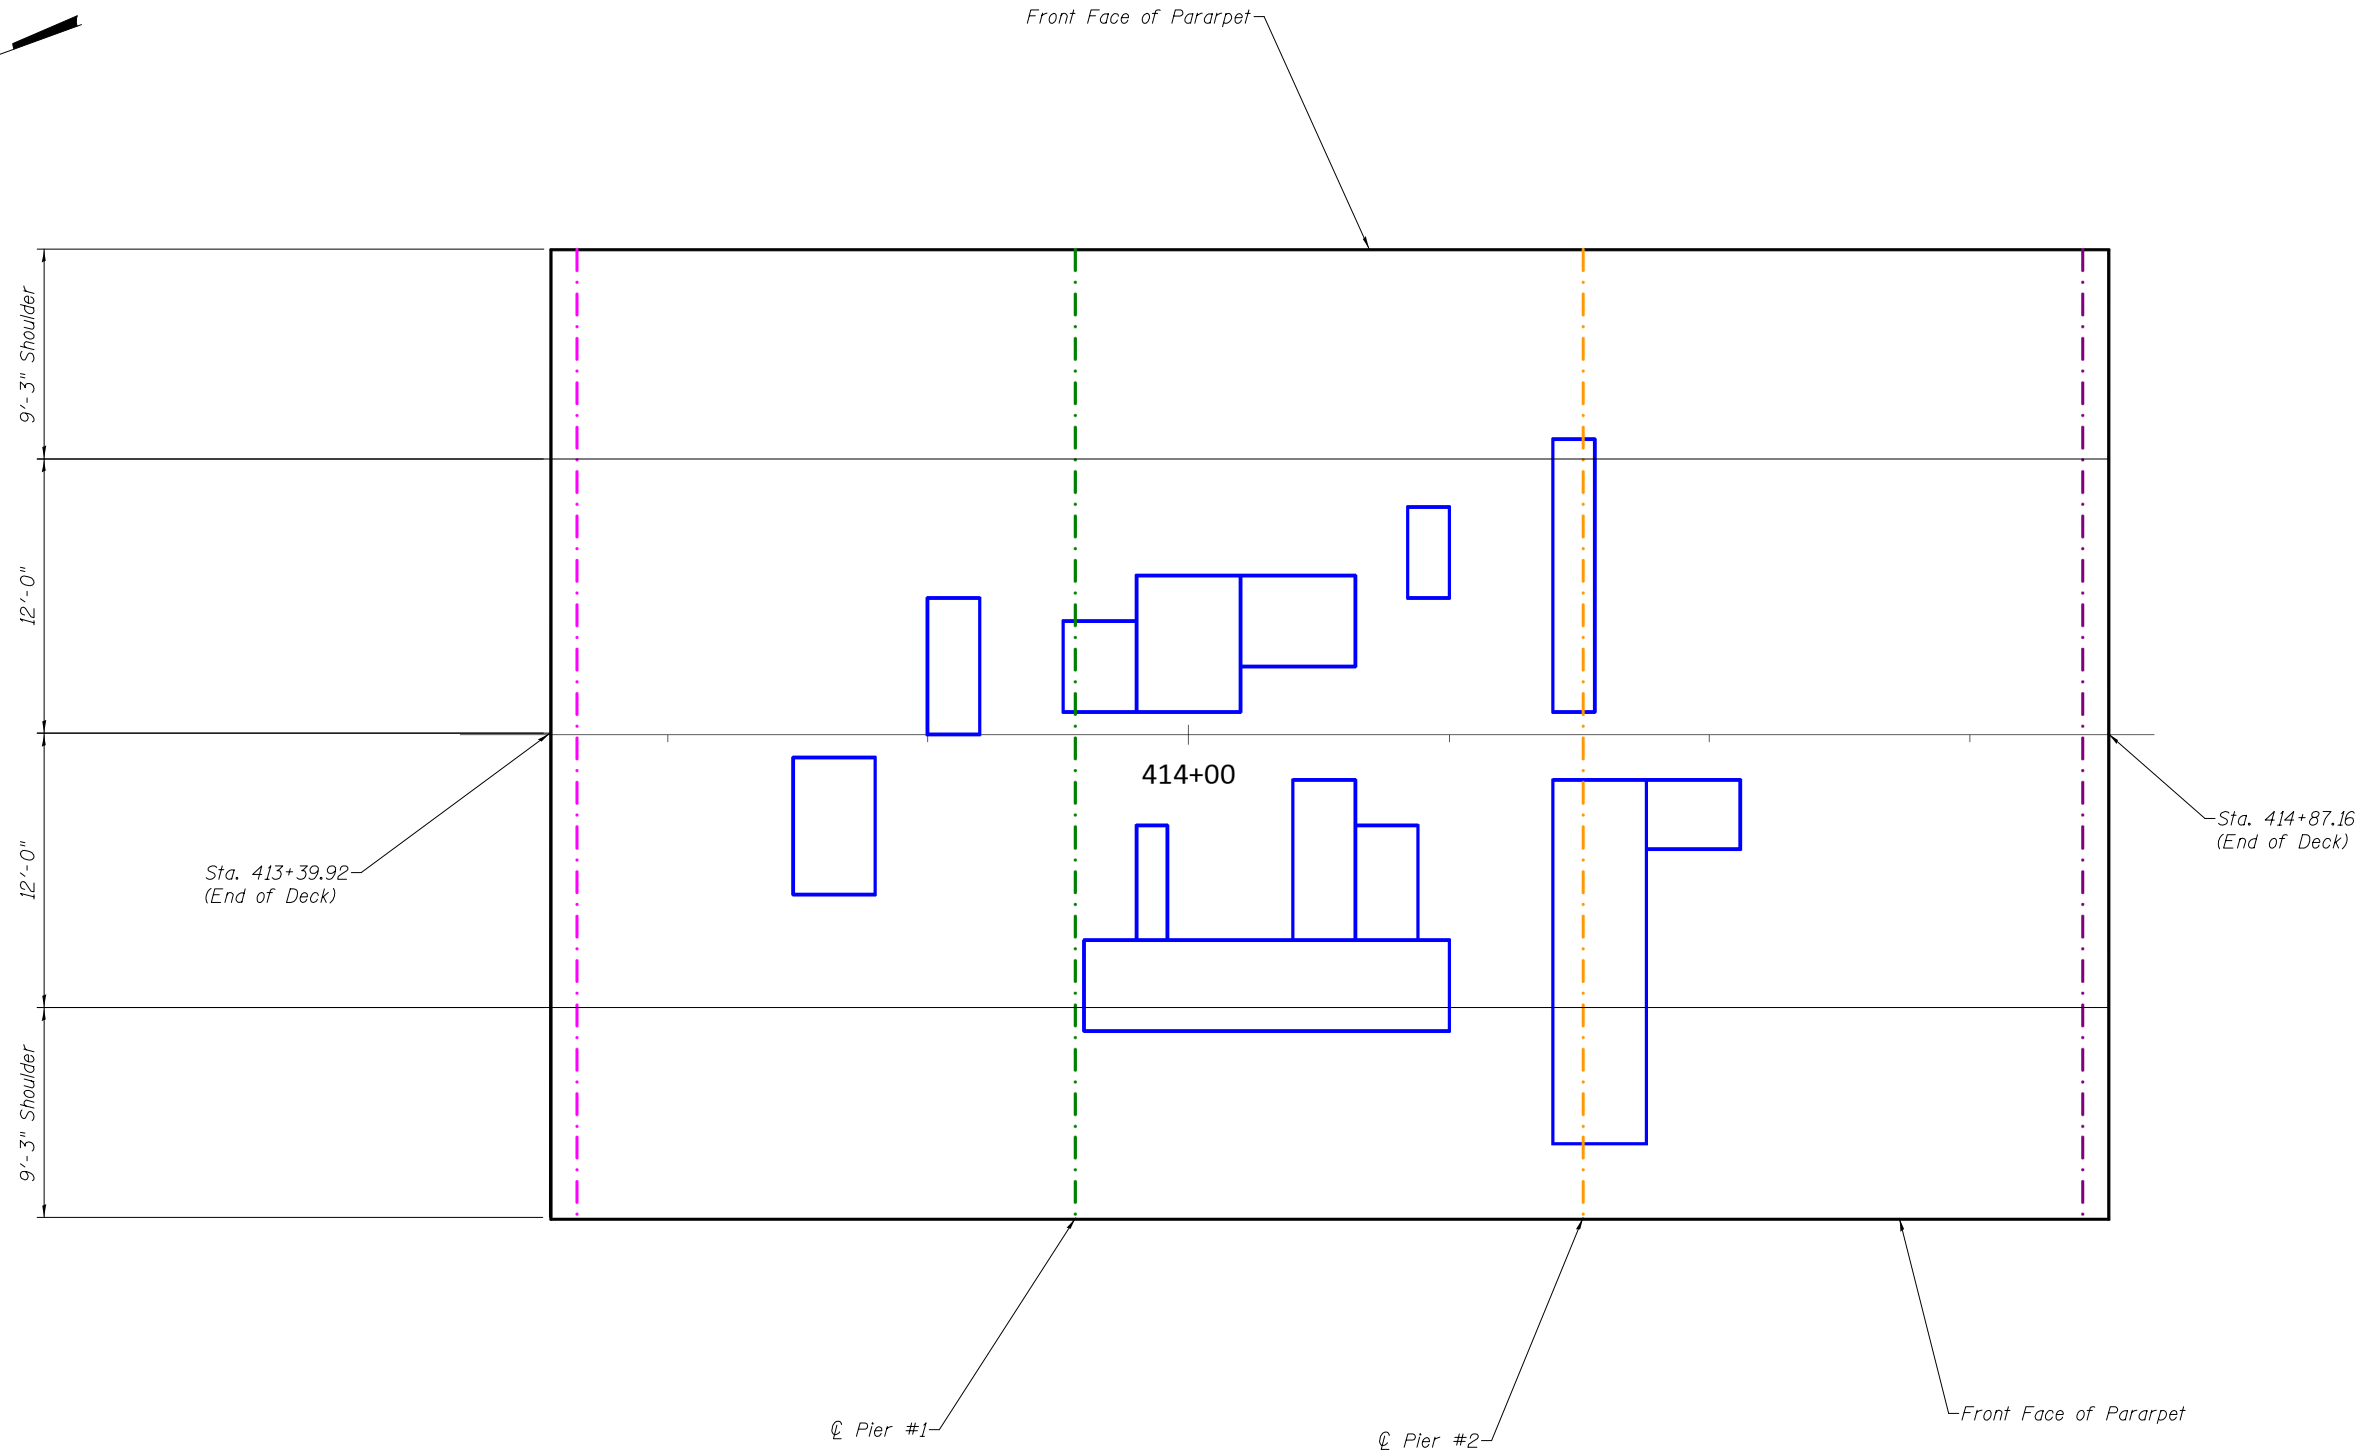 Front Face of Pararpet
9'-3" Shoulder
12'-0"
414+00
12'-0"
Sta. 413+39.92
(End of Deck)
Sta. 414+87.16
(End of Deck)
9'-3" Shoulder
℄ Pier #1
℄ Pier #2
Front Face of Pararpet